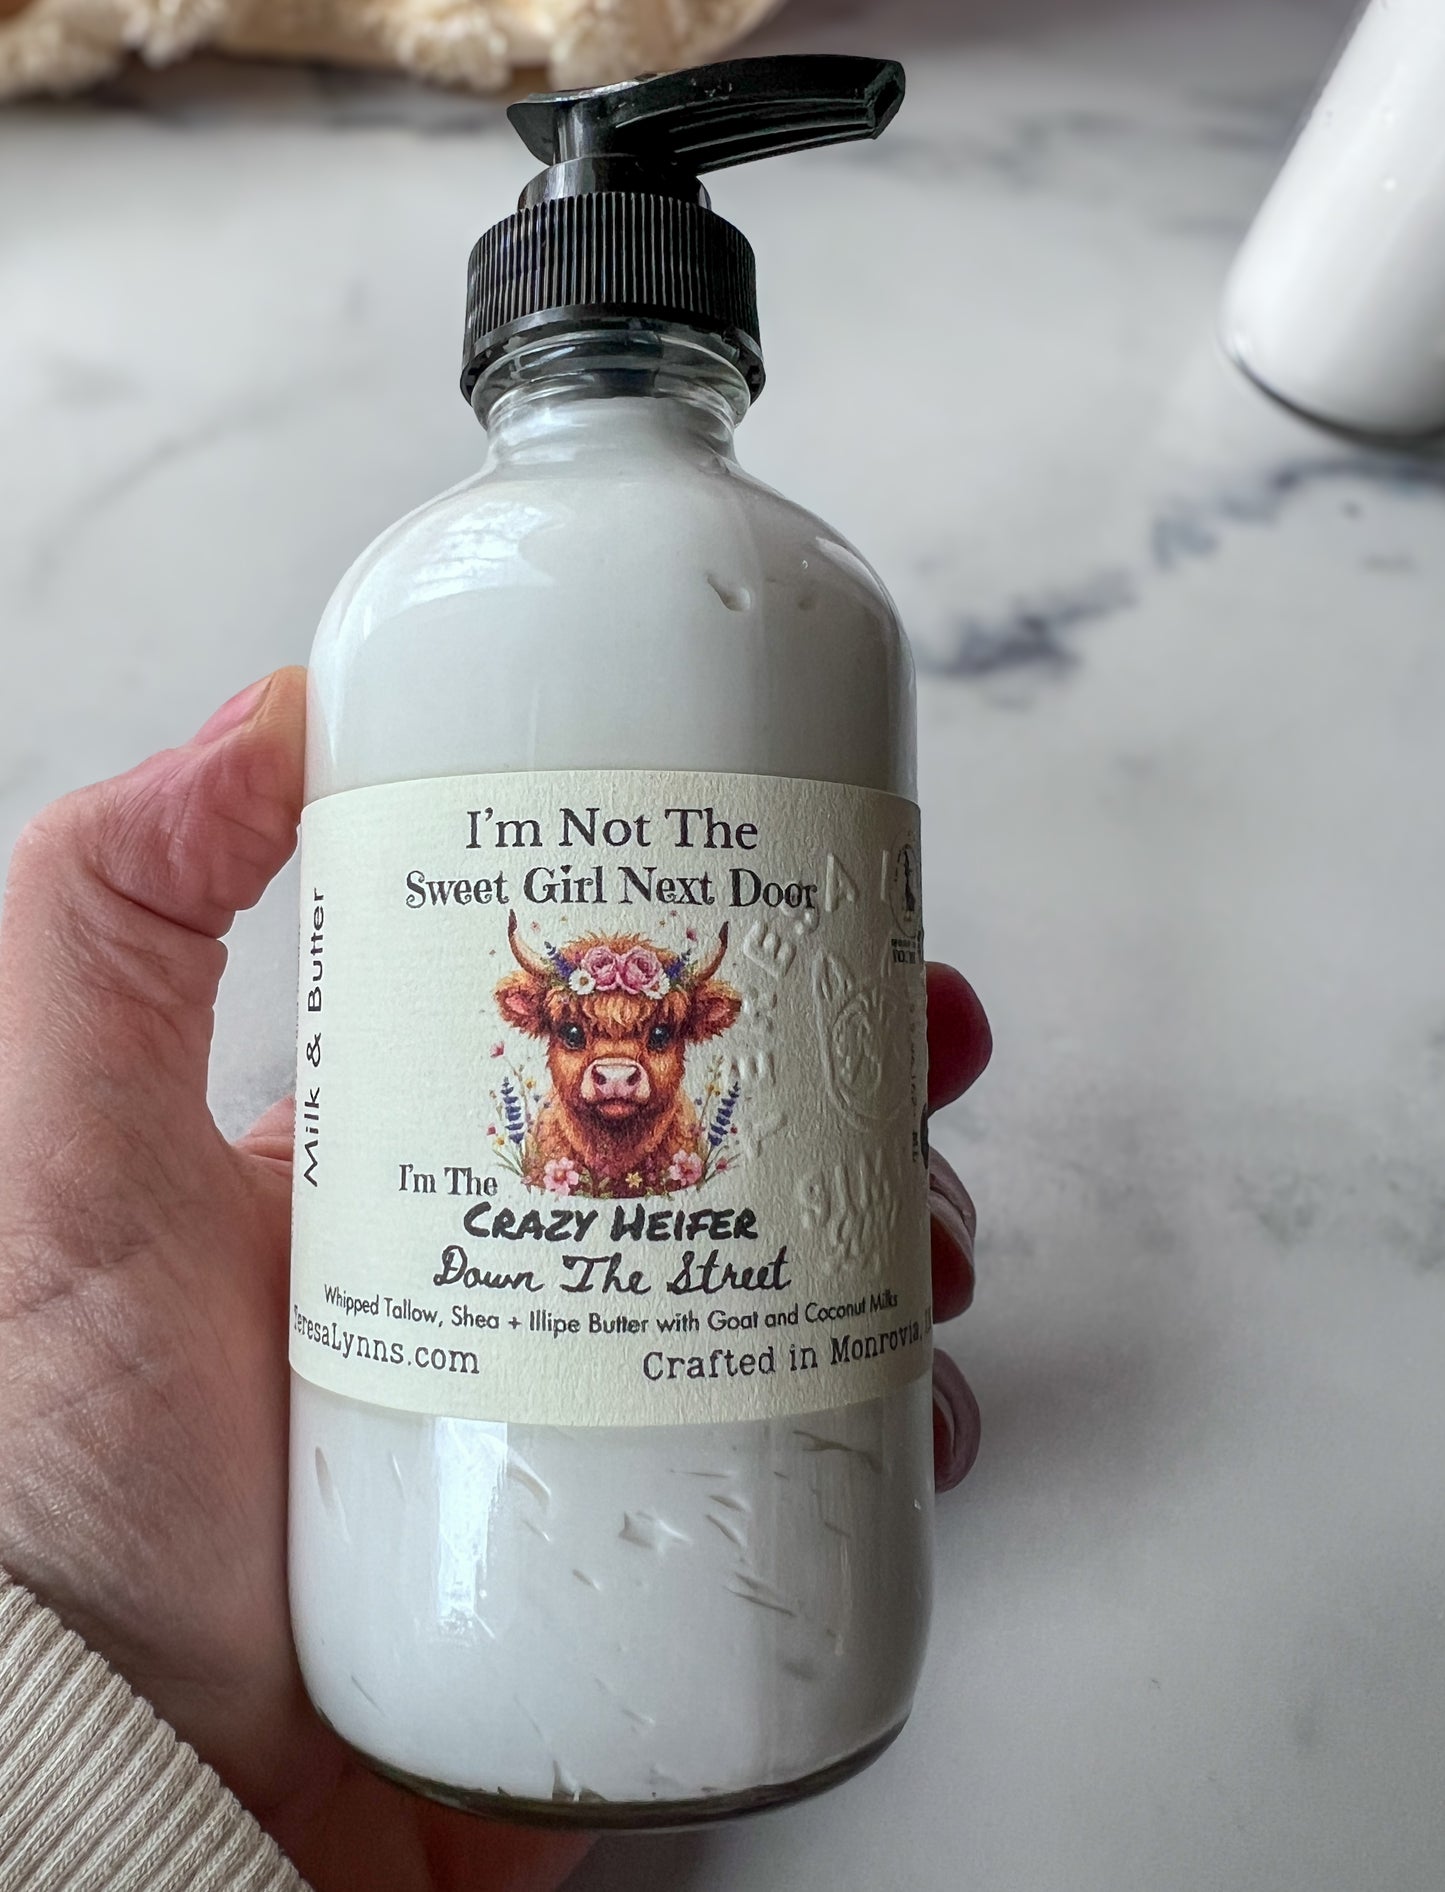 I'm Not The
Sweet Girl Next Door
I'm The
Crazy Heifer
Down The Street
Whipped Tallow, Shea + Illipe Butter with Goat and Coconut Milks
TeresaLynns.com
Crafted in Monrovia,
Milk & Butter